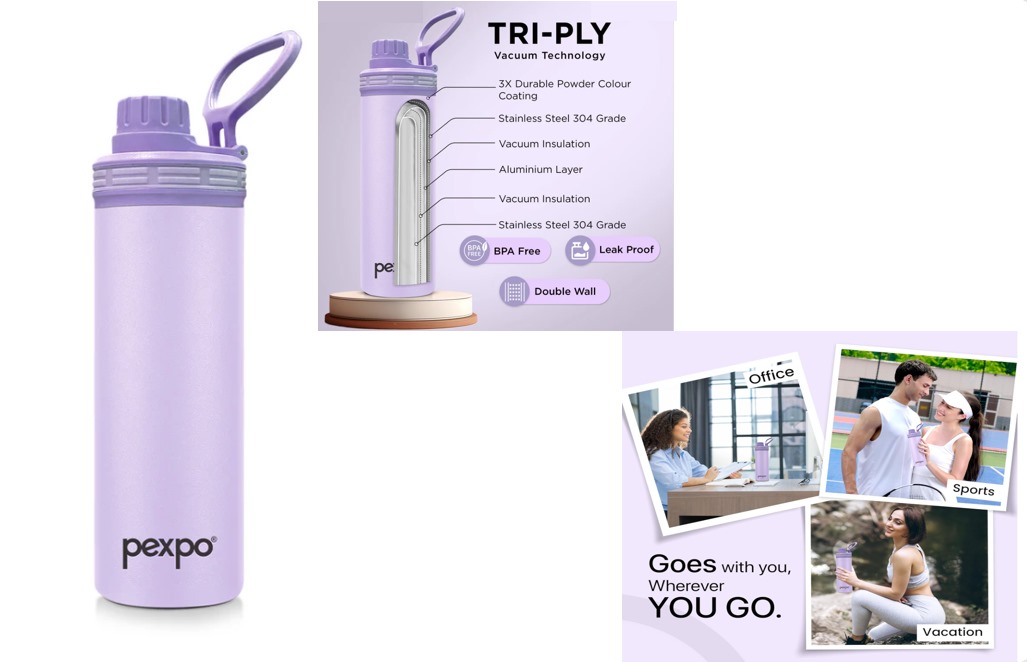 pexpo®
TRI-PLY
Vacuum Technology
3X Durable Powder Colour
Coating
Stainless Steel 304 Grade
Vacuum Insulation
Aluminium Layer
Vacuum Insulation
Stainless Steel 304 Grade
BPA
FREE
BPA Free
Leak Proof
Double Wall
pe
Office
Sports
Goes with you,
Wherever
YOU GO.
Vacation